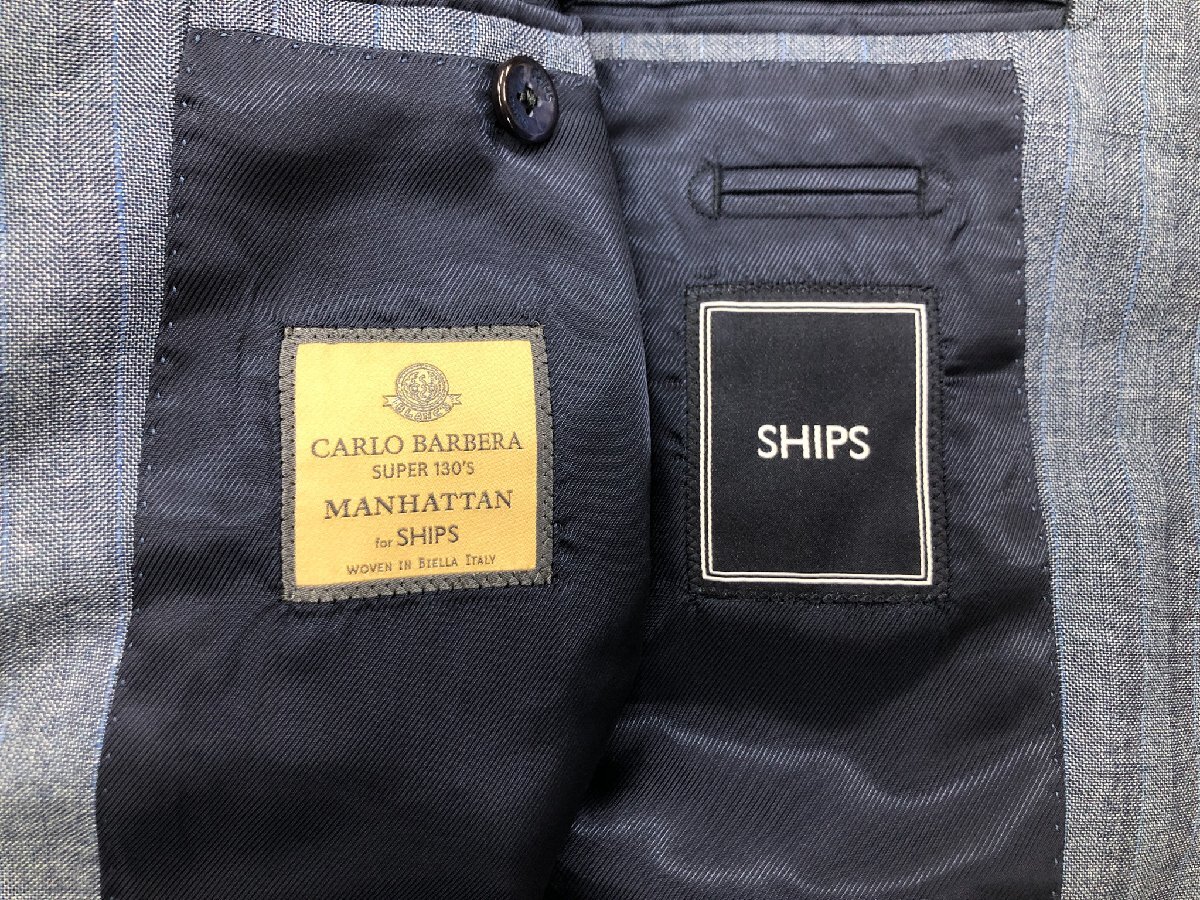 CARLO BARBERA
SUPER 130'S
MANHATTAN
for SHIPS
WOVEN IN BIELLA ITALY
SHIPS